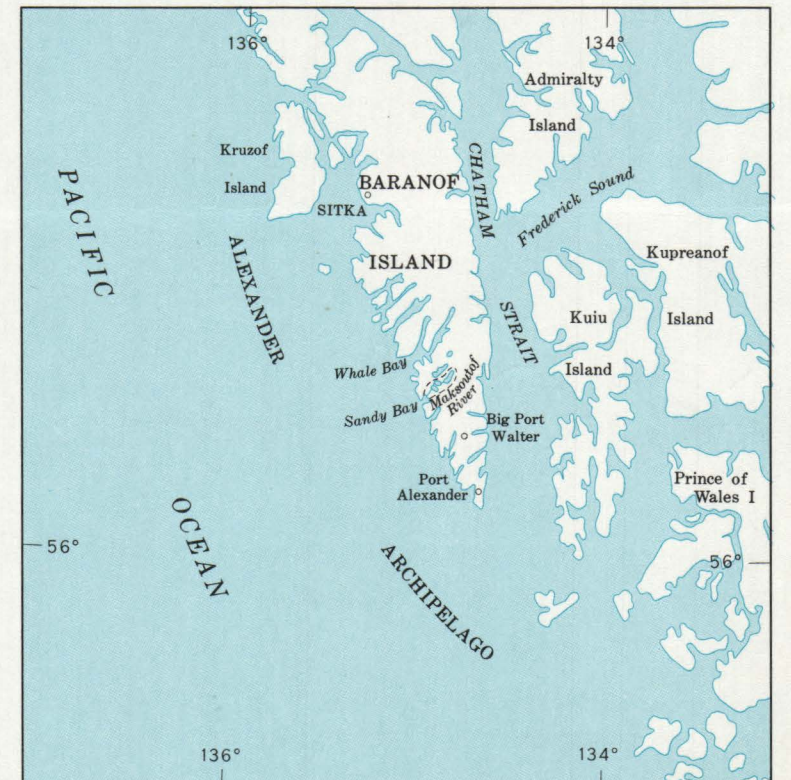 136°
134°
Admiralty
Island
Kruzof
Island
CHATHAM
STRAIT
BARANOF
ISLAND
SITKA
Frederick Sound
PACIFIC
OCEAN
ALEXANDER
ARCHIPELAGO
Kupreanof
Island
Kuiu
Island
Whale Bay
Sandy Bay
Maksoutof
River
Big Port
Walter
Port
Alexander
Prince of
Wales I
56°
56°
136°
134°